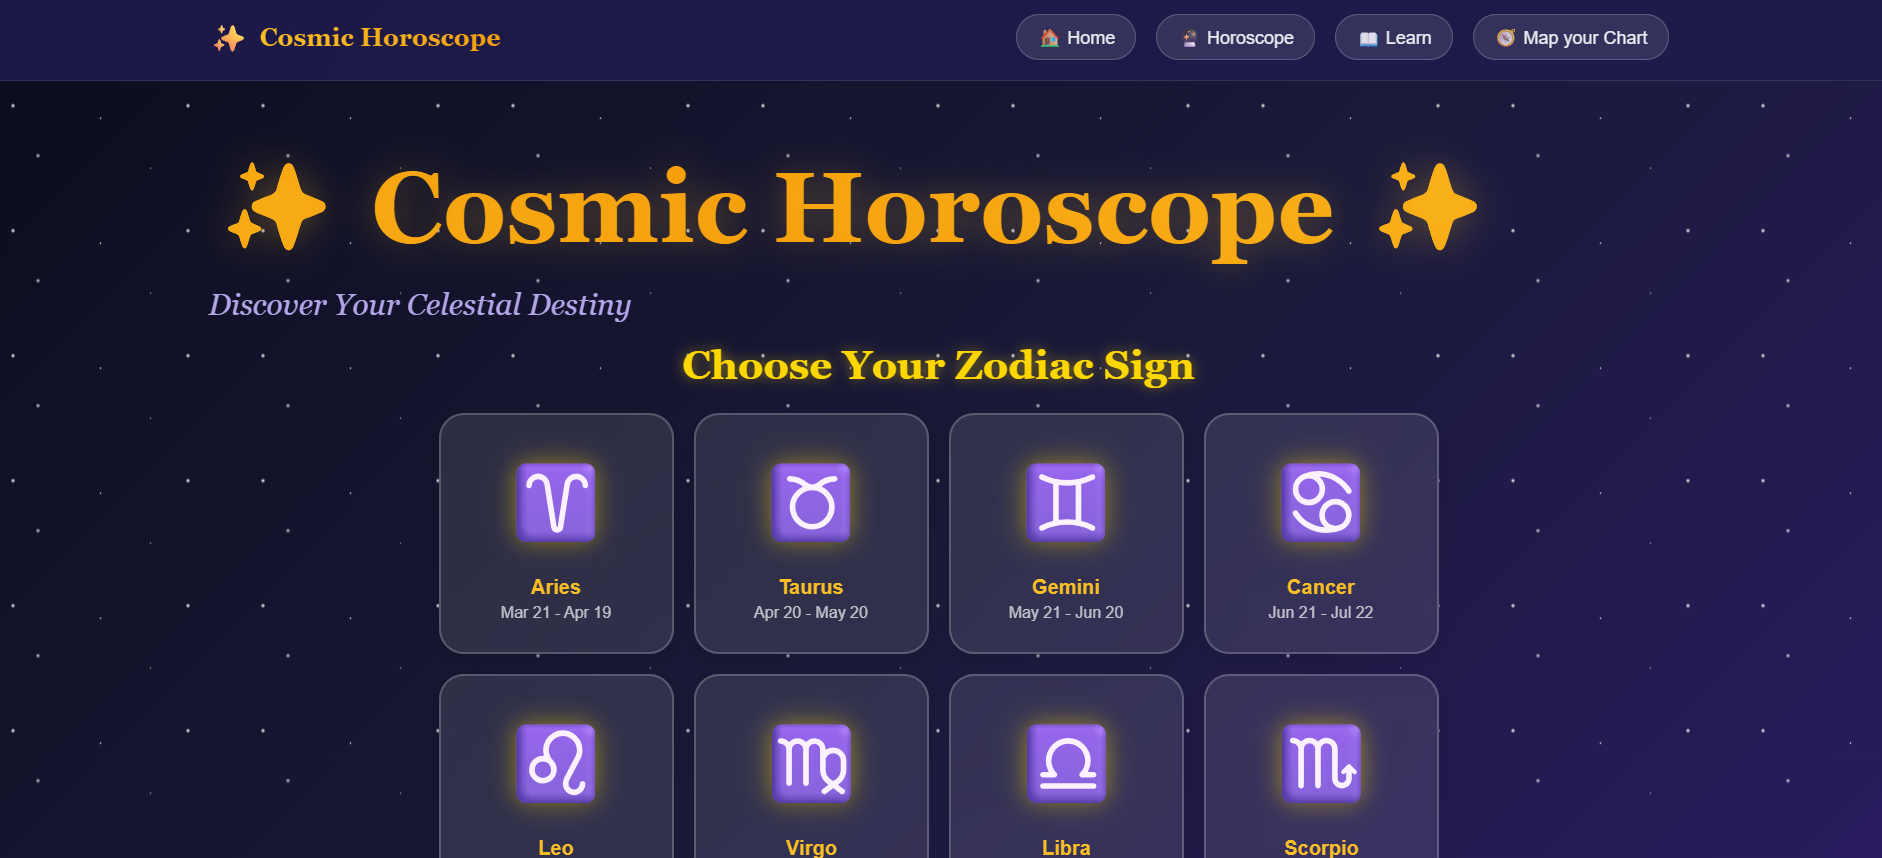 ✨ Cosmic Horoscope
🏠 Home
🔮 Horoscope
📖 Learn
🧭 Map your Chart
✨ Cosmic Horoscope ✨
Discover Your Celestial Destiny
Choose Your Zodiac Sign
♈ ♉ ♊ ♋
Aries Taurus Gemini Cancer
Mar 21 - Apr 19 Apr 20 - May 20 May 21 - Jun 20 Jun 21 - Jul 22
♌ ♍ ♎ ♏
Leo Virgo Libra Scorpio